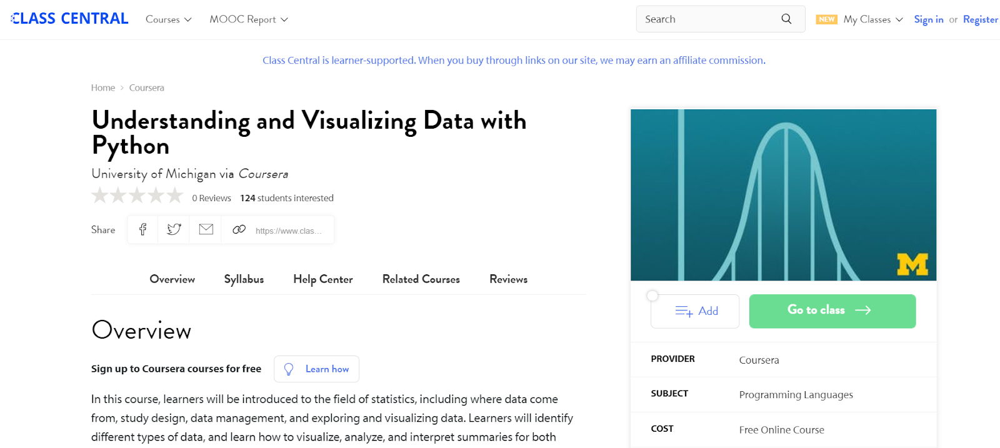 CLASS CENTRAL Courses MOOC Report Search NEW My Classes Sign in or Register
Class Central is learner-supported. When you buy through links on our site, we may earn an affiliate commission.
Home > Coursera
Understanding and Visualizing Data with
Python
University of Michigan via Coursera
0 Reviews 124 students interested
Share https://www.clas...
Overview Syllabus Help Center Related Courses Reviews
Overview
Sign up to Coursera courses for free Learn how
In this course, learners will be introduced to the field of statistics, including where data come
from, study design, data management, and exploring and visualizing data. Learners will identify
different types of data, and learn how to visualize, analyze, and interpret summaries for both
M
Add Go to class
PROVIDER Coursera
SUBJECT Programming Languages
COST Free Online Course